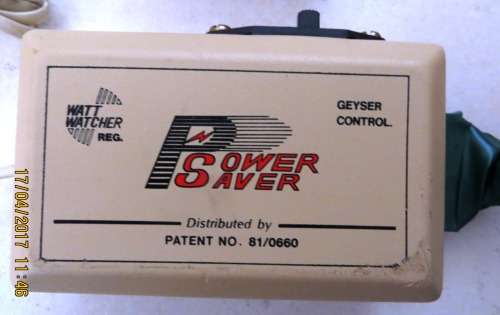 WATT
WATCHER
REG.
GEYSER
CONTROL.
POWER
SAVER
Distributed by
PATENT NO. 81/0660
17/04/2017 11:46